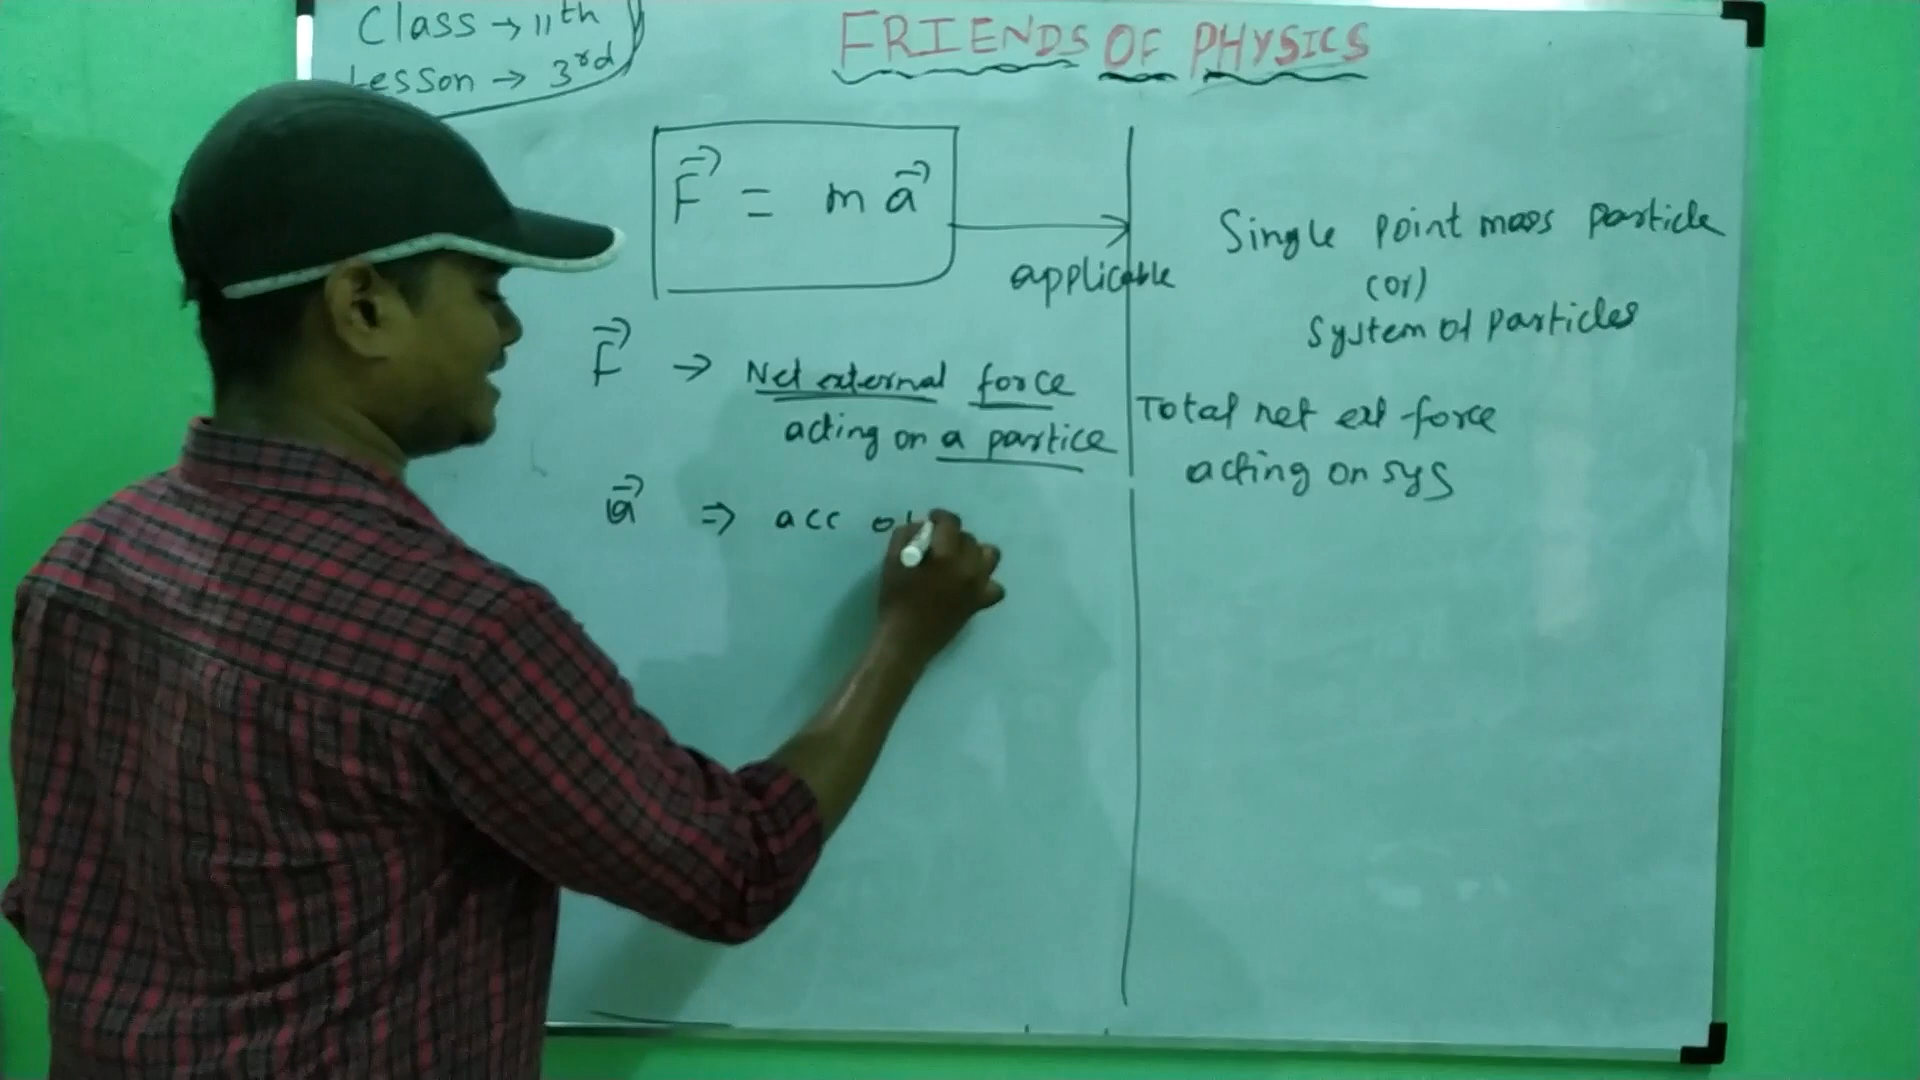 Class → 11th
Lesson → 3rd
FRIENDS OF PHYSICS
F⃗ = m a⃗
applicable
Single point mass particle
(or)
System of particles
F⃗ → Net external force
acting on a partice
Total net ext force
acting on sys
a⃗ ⇒ acc of